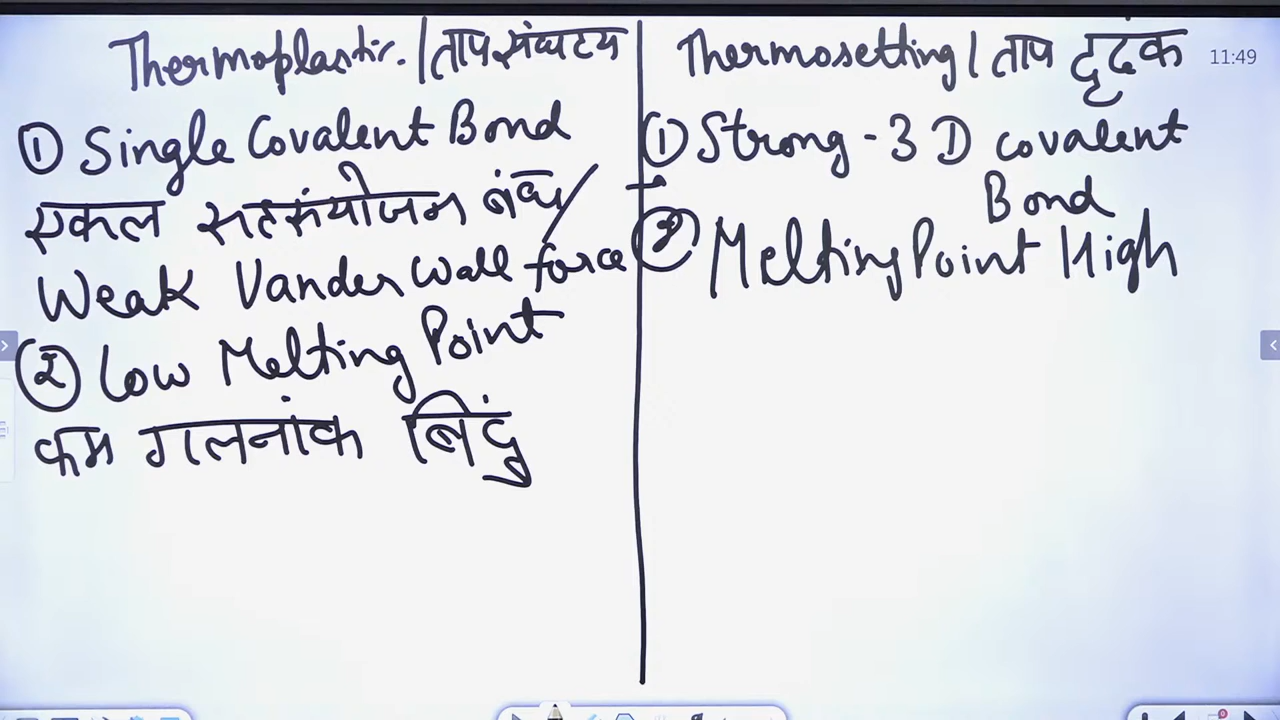 Thermoplastic. / ताप संघटय
① Single Covalent Bond
एकल सहसंयोजन बंध /
Weak Vander Wall force
② Low Melting Point
कम गलनांक बिंदु
Thermosetting / ताप दृढक
① Strong - 3 D covalent
Bond
② Melting Point High
11:49